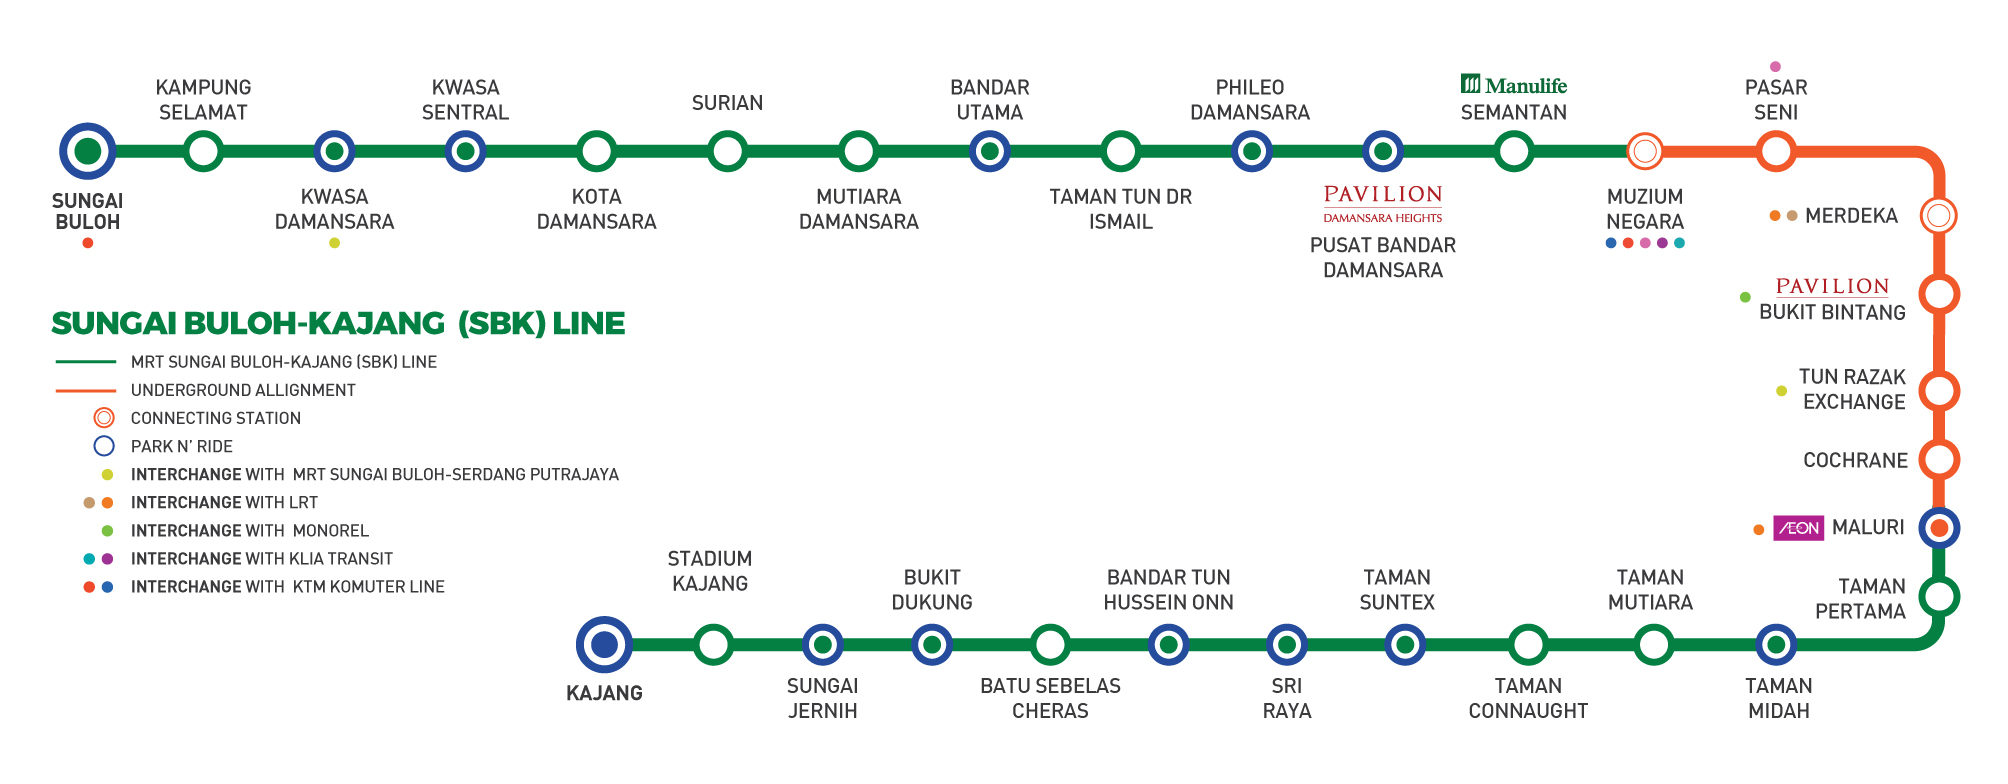 KAMPUNG
SELAMAT
KWASA
SENTRAL
SURIAN
BANDAR
UTAMA
PHILEO
DAMANSARA
Manulife
SEMANTAN
PASAR
SENI
SUNGAI
BULOH
KWASA
DAMANSARA
KOTA
DAMANSARA
MUTIARA
DAMANSARA
TAMAN TUN DR
ISMAIL
PAVILION
DAMANSARA HEIGHTS
PUSAT BANDAR
DAMANSARA
MUZIUM
NEGARA
MERDEKA
PAVILION
BUKIT BINTANG
TUN RAZAK
EXCHANGE
COCHRANE
AEON MALURI
TAMAN
PERTAMA
SUNGAI BULOH-KAJANG (SBK) LINE
MRT SUNGAI BULOH-KAJANG (SBK) LINE
UNDERGROUND ALLIGNMENT
CONNECTING STATION
PARK N’ RIDE
INTERCHANGE WITH MRT SUNGAI BULOH-SERDANG PUTRAJAYA
INTERCHANGE WITH LRT
INTERCHANGE WITH MONOREL
INTERCHANGE WITH KLIA TRANSIT
INTERCHANGE WITH KTM KOMUTER LINE
STADIUM
KAJANG
BUKIT
DUKUNG
BANDAR TUN
HUSSEIN ONN
TAMAN
SUNTEX
TAMAN
MUTIARA
KAJANG
SUNGAI
JERNIH
BATU SEBELAS
CHERAS
SRI
RAYA
TAMAN
CONNAUGHT
TAMAN
MIDAH